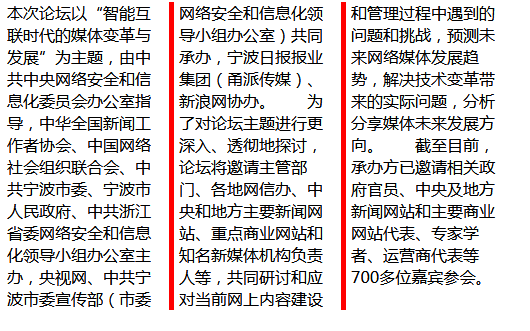 本次论坛以“智能互
联时代的媒体变革与
发展”为主题，由中
共中央网络安全和信
息化委员会办公室指
导，中华全国新闻工
作者协会、中国网络
社会组织联合会、中
共宁波市委、宁波市
人民政府、中共浙江
省委网络安全和信息
化领导小组办公室主
办，央视网、中共宁
波市委宣传部（市委
网络安全和信息化领
导小组办公室）共同
承办，宁波日报报业
集团（甬派传媒）、
新浪网协办。　　为
了对论坛主题进行更
深入、透彻地探讨，
论坛将邀请主管部
门、各地网信办、中
央和地方主要新闻网
站、重点商业网站和
知名新媒体机构负责
人等，共同研讨和应
对当前网上内容建设
和管理过程中遇到的
问题和挑战，预测未
来网络媒体发展趋
势，解决技术变革带
来的实际问题，分析
分享媒体未来发展方
向。　　截至目前，
承办方已邀请相关政
府官员、中央及地方
新闻网站和主要商业
网站代表、专家学
者、运营商代表等
700多位嘉宾参会。